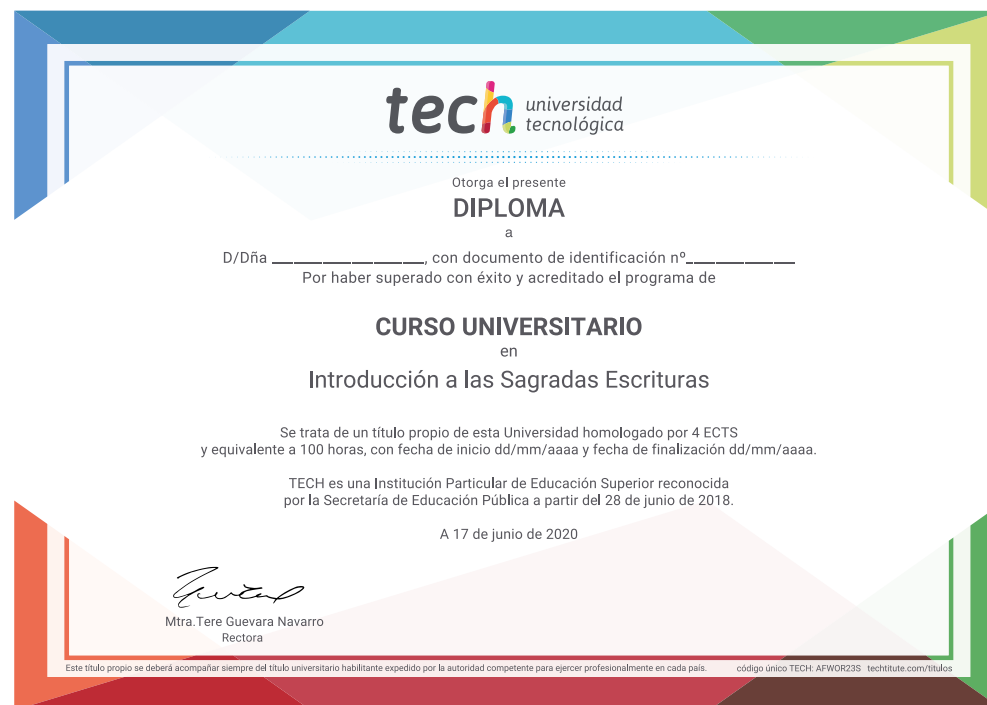 tech universidad
tecnológica
Otorga el presente
DIPLOMA
a
D/Dña ________________, con documento de identificación nº____________
Por haber superado con éxito y acreditado el programa de
CURSO UNIVERSITARIO
en
Introducción a las Sagradas Escrituras
Se trata de un título propio de esta Universidad homologado por 4 ECTS
y equivalente a 100 horas, con fecha de inicio dd/mm/aaaa y fecha de finalización dd/mm/aaaa.
TECH es una Institución Particular de Educación Superior reconocida
por la Secretaría de Educación Pública a partir del 28 de junio de 2018.
A 17 de junio de 2020
Mtra.Tere Guevara Navarro
Rectora
Este título propio se deberá acompañar siempre del título universitario habilitante expedido por la autoridad competente para ejercer profesionalmente en cada país. código único TECH: AFWOR23S techtitute.com/titulos